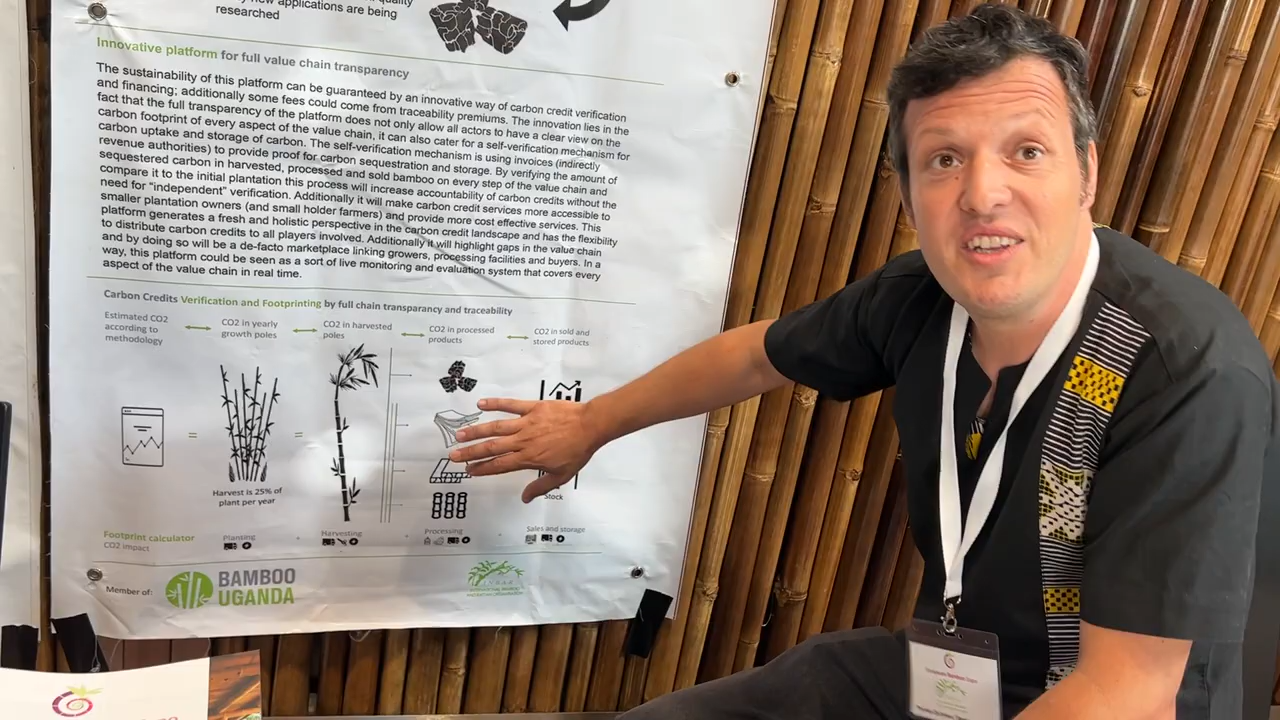 new applications are being
researched
Innovative platform for full value chain transparency
The sustainability of this platform can be guaranteed by an innovative way of carbon credit verification
and financing; additionally some fees could come from traceability premiums. The innovation lies in the
fact that the full transparency of the platform does not only allow all actors to have a clear view on the
carbon footprint of every aspect of the value chain, it can also cater for a self-verification mechanism for
carbon uptake and storage of carbon. The self-verification mechanism is using invoices (indirectly
revenue authorities) to provide proof for carbon sequestration and storage. By verifying the amount of
sequestered carbon in harvested, processed and sold bamboo on every step of the value chain and
compare it to the initial plantation this process will increase accountability of carbon credits without the
need for "independent" verification. Additionally it will make carbon credit services more accessible to
smaller plantation owners (and small holder farmers) and provide more cost effective services. This
platform generates a fresh and holistic perspective in the carbon credit landscape and has the flexibility
to distribute carbon credits to all players involved. Additionally it will highlight gaps in the value chain
and by doing so will be a de-facto marketplace linking growers, processing facilities and buyers. In a
way, this platform could be seen as a sort of live monitoring and evaluation system that covers every
aspect of the value chain in real time.
Carbon Credits Verification and Footprinting by full chain transparancy and traceability
Estimated CO2
according to
methodology
CO2 in yearly
growth poles
CO2 in harvested
poles
CO2 in processed
products
CO2 in sold and
stored products
=
=
Harvest is 25% of
plant per year
Stock
Footprint calculator
CO2 impact
Planting
Harvesting
Processing
Sales and storage
Member of:
BAMBOO
UGANDA